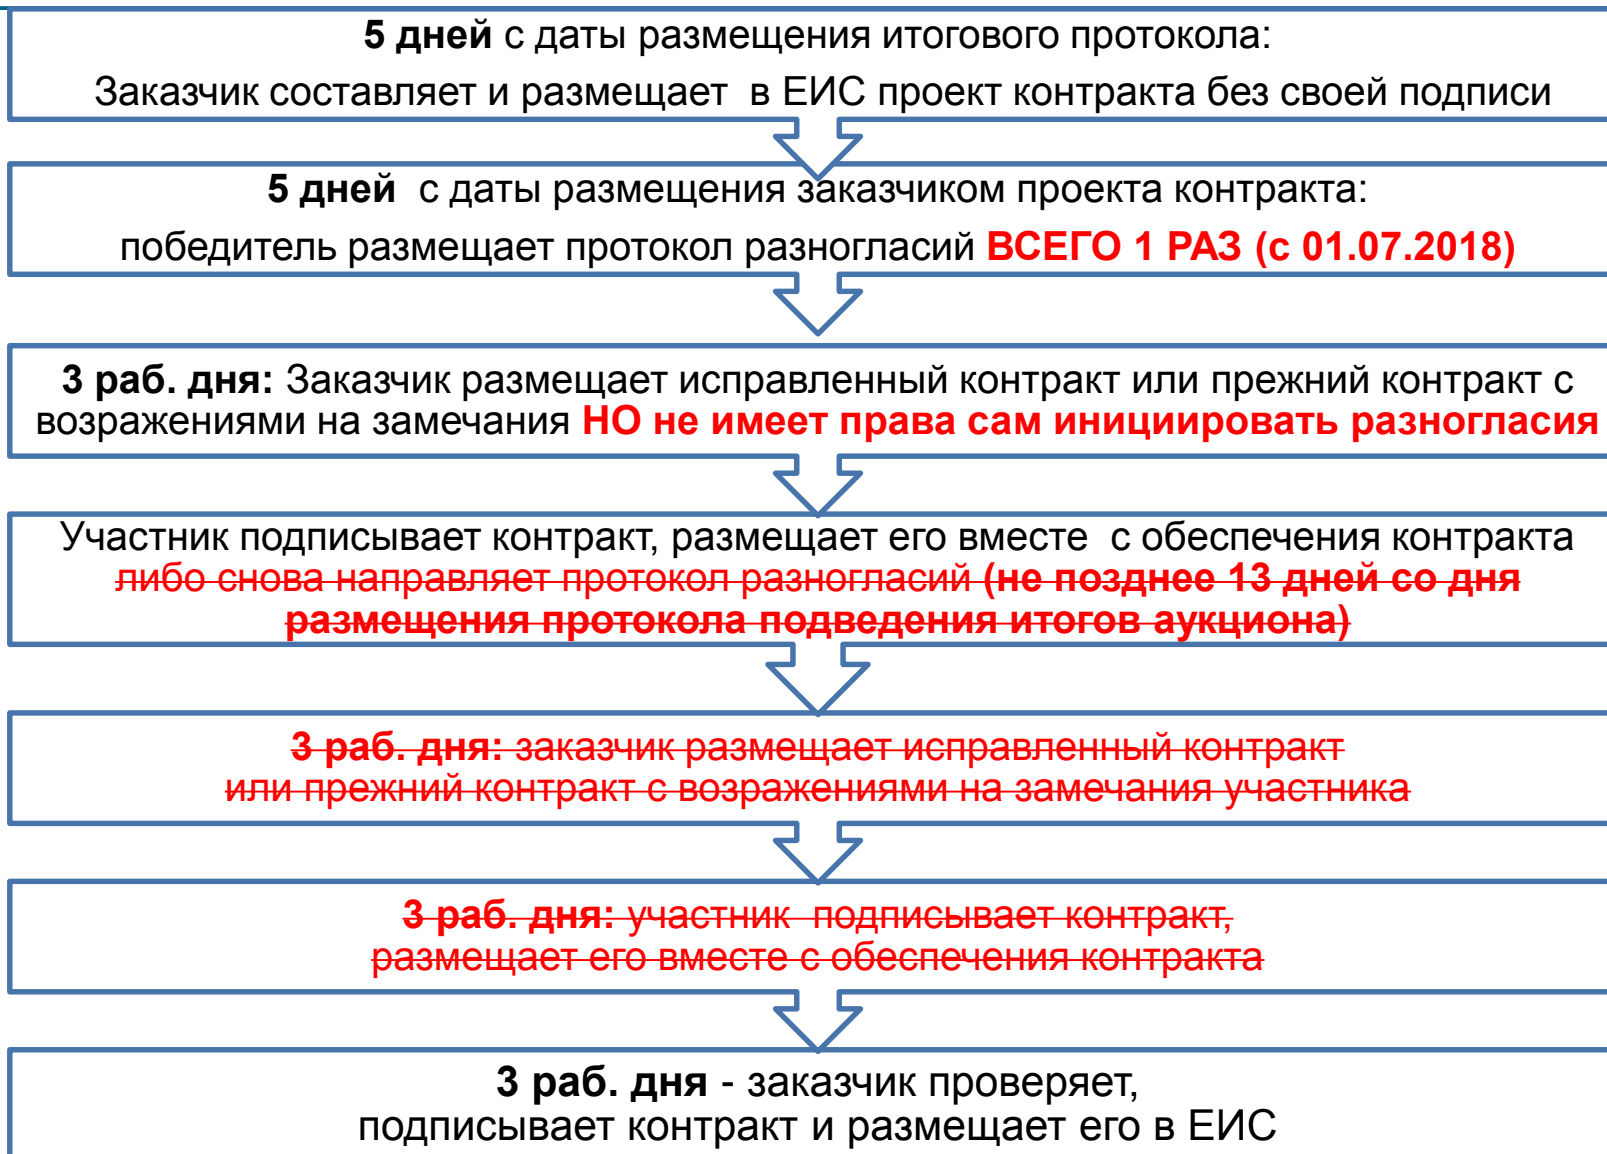 5 дней с даты размещения итогового протокола:
Заказчик составляет и размещает в ЕИС проект контракта без своей подписи
5 дней с даты размещения заказчиком проекта контракта:
победитель размещает протокол разногласий ВСЕГО 1 РАЗ (с 01.07.2018)
3 раб. дня: Заказчик размещает исправленный контракт или прежний контракт с
возражениями на замечания НО не имеет права сам инициировать разногласия
Участник подписывает контракт, размещает его вместе с обеспечения контракта
либо снова направляет протокол разногласий (не позднее 13 дней со дня
размещения протокола подведения итогов аукциона)
3 раб. дня: заказчик размещает исправленный контракт
или прежний контракт с возражениями на замечания участника
3 раб. дня: участник подписывает контракт,
размещает его вместе с обеспечения контракта
3 раб. дня - заказчик проверяет,
подписывает контракт и размещает его в ЕИС